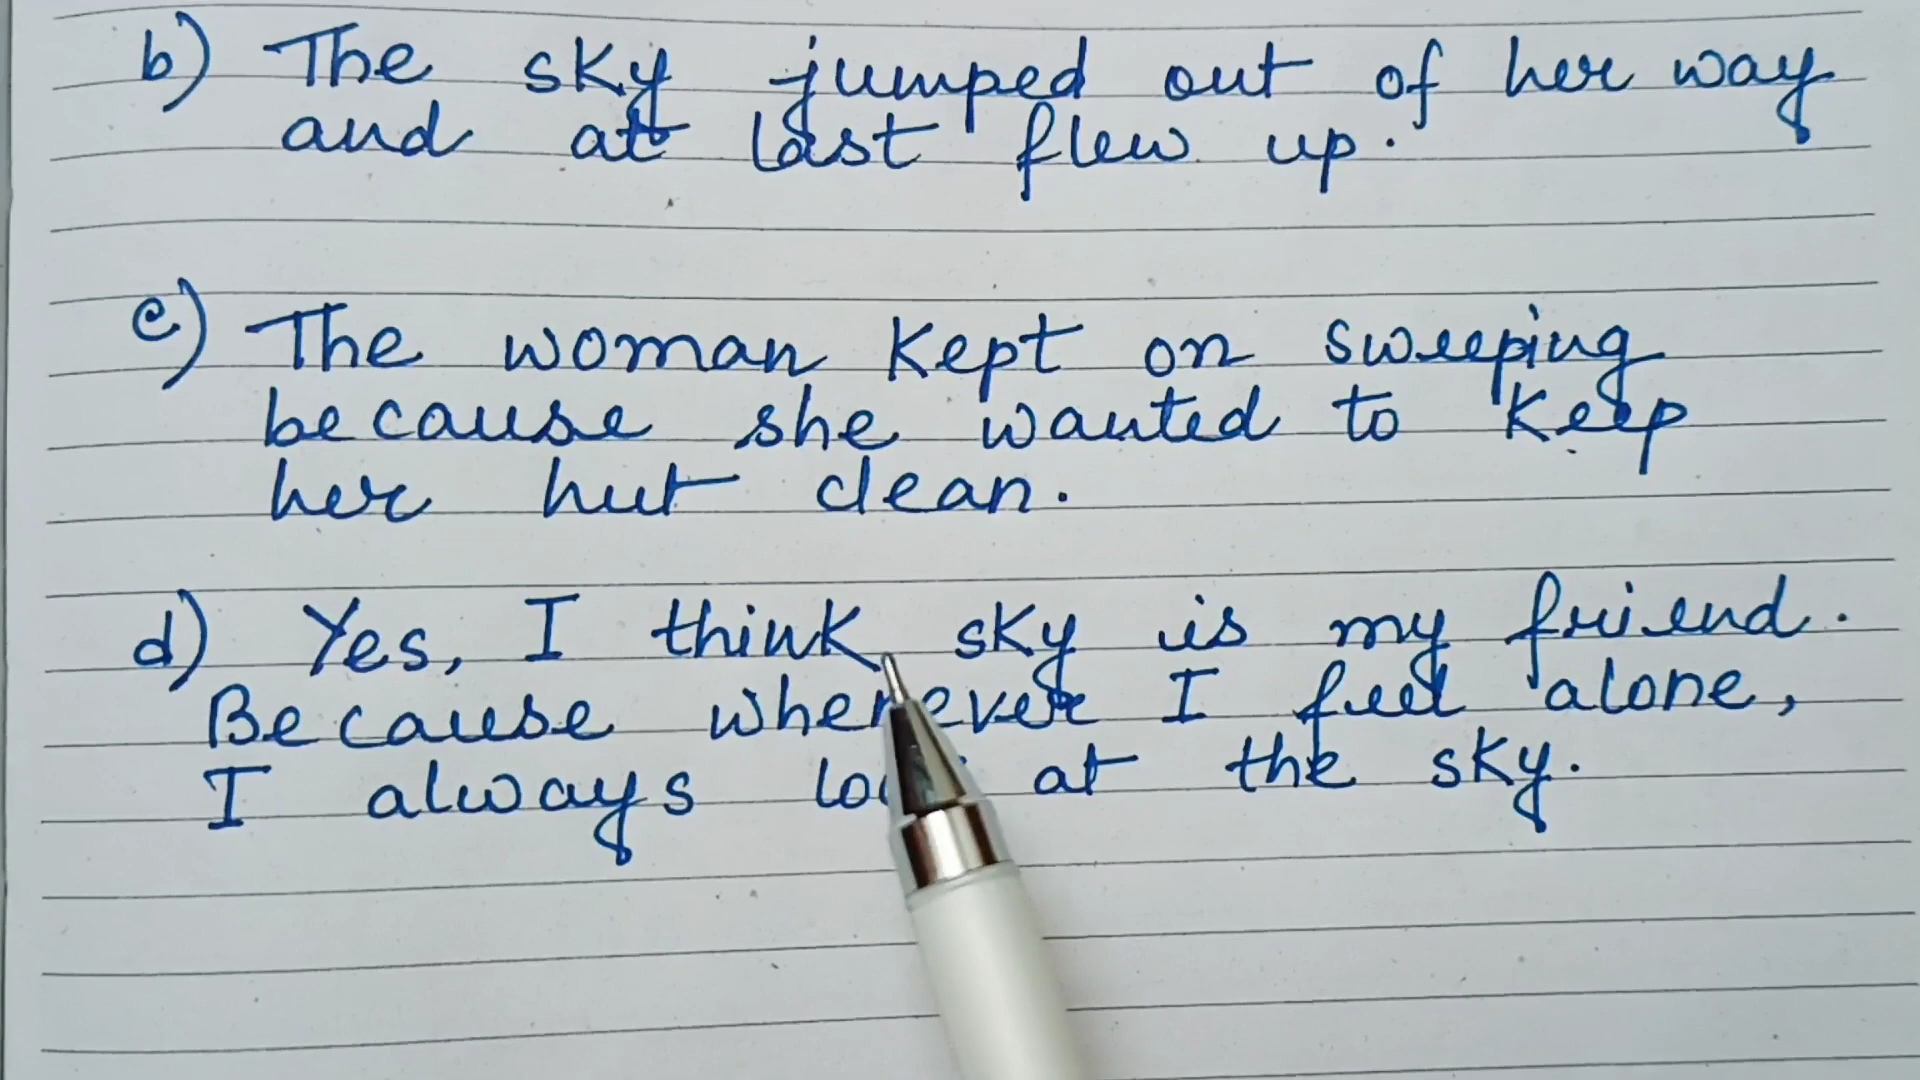 b) The sky jumped out of her way
and at last flew up.
c) The woman kept on sweeping
because she wanted to keep
her hut clean.
d) Yes, I think sky is my friend.
Because whenever I feel alone,
I always at the sky.